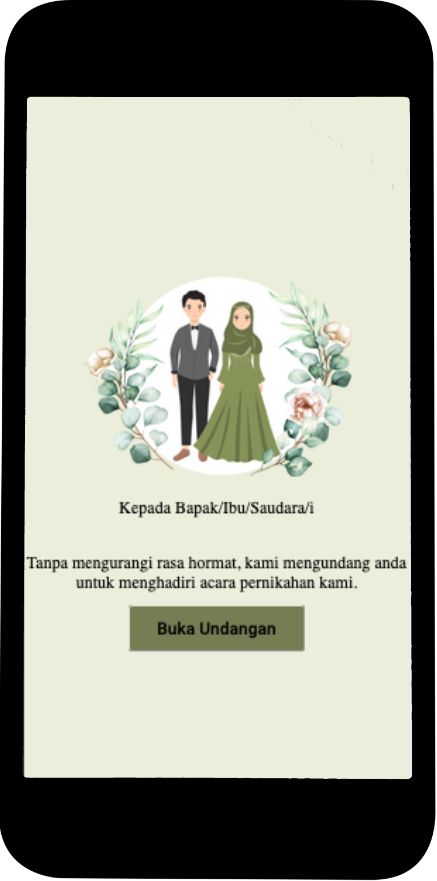 Kepada Bapak/Ibu/Saudara/i
Tanpa mengurangi rasa hormat, kami mengundang anda
untuk menghadiri acara pernikahan kami.
Buka Undangan